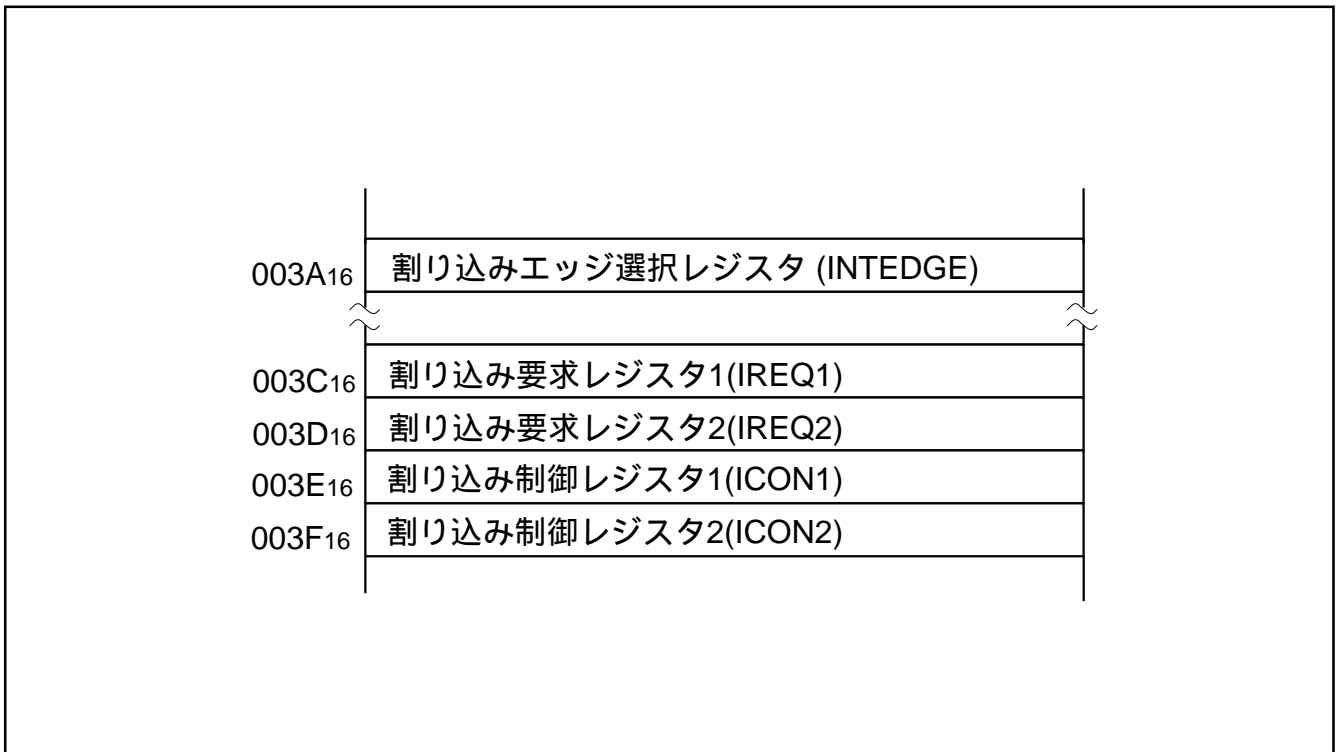 003A16 割り込みエッジ選択レジスタ (INTEDGE)
003C16 割り込み要求レジスタ1(IREQ1)
003D16 割り込み要求レジスタ2(IREQ2)
003E16 割り込み制御レジスタ1(ICON1)
003F16 割り込み制御レジスタ2(ICON2)